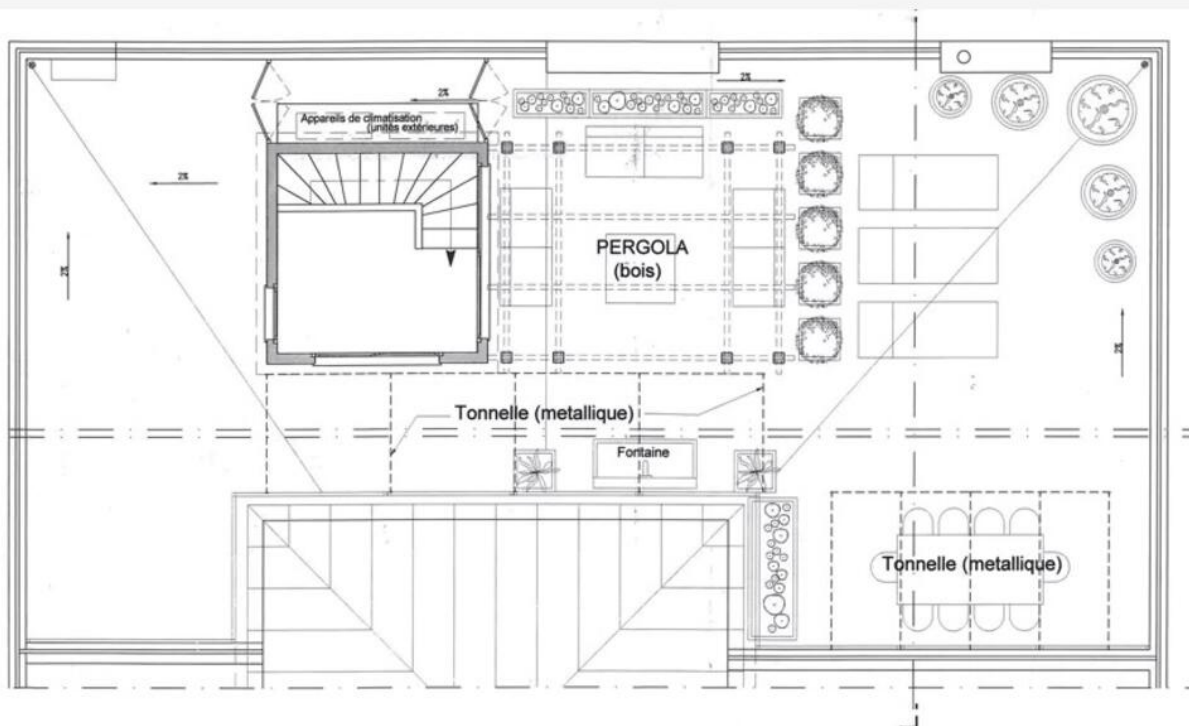 2%
2%
Appareils de climatisation
(unités extérieures)
2%
2%
PERGOLA
(bois)
2%
Tonnelle (metallique)
Fontaine
Tonnelle (metallique)